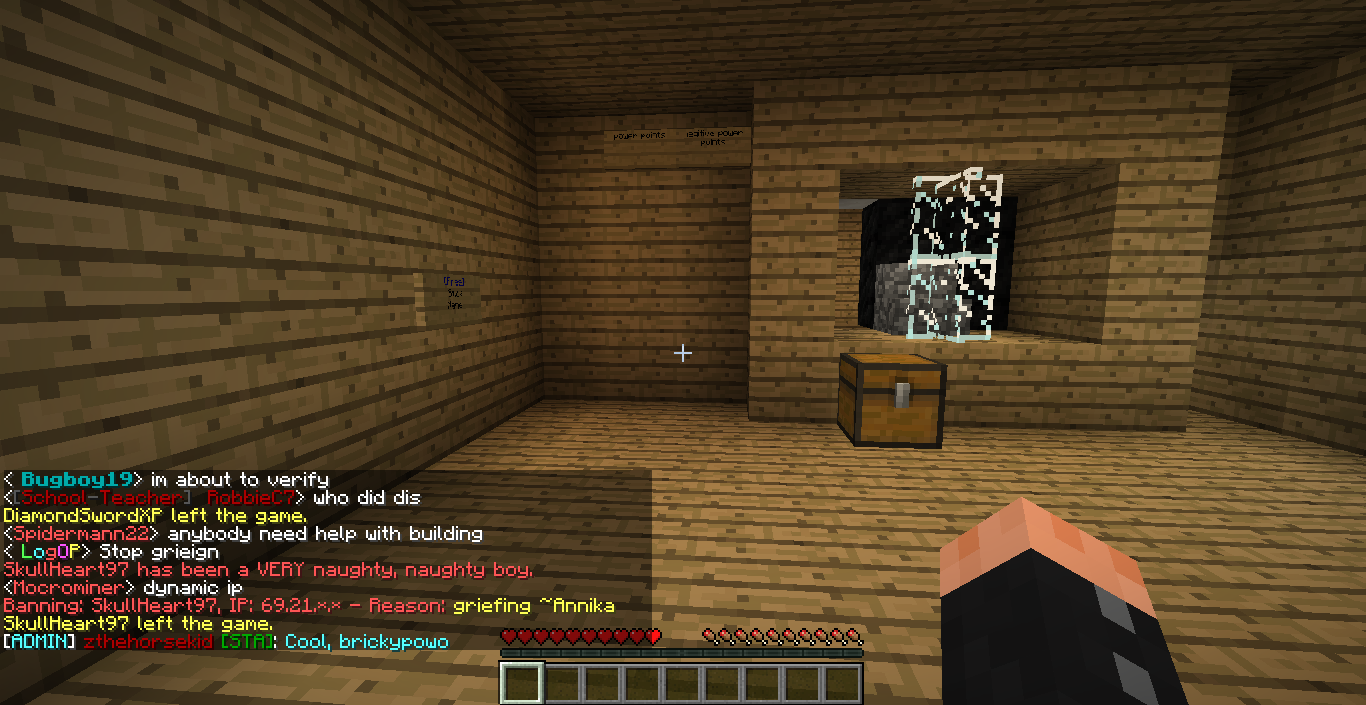 power points
legitive power
points
[Free]
< Bugboy19> im about to verify
<[School-Teacher] RobbieC7> who did dis
DiamondSwordXP left the game.
<Spidermann22> anybody need help with building
< LogOP> Stop grieign
SkullHeart97 has been a VERY naughty, naughty boy.
<Mocrominer> dynamic ip
Banning: SkullHeart97, IP: 69.21.×.× - Reason: griefing ~Annika
SkullHeart97 left the game.
[ADMIN] zthehorsekid [STA]: Cool, brickypowo